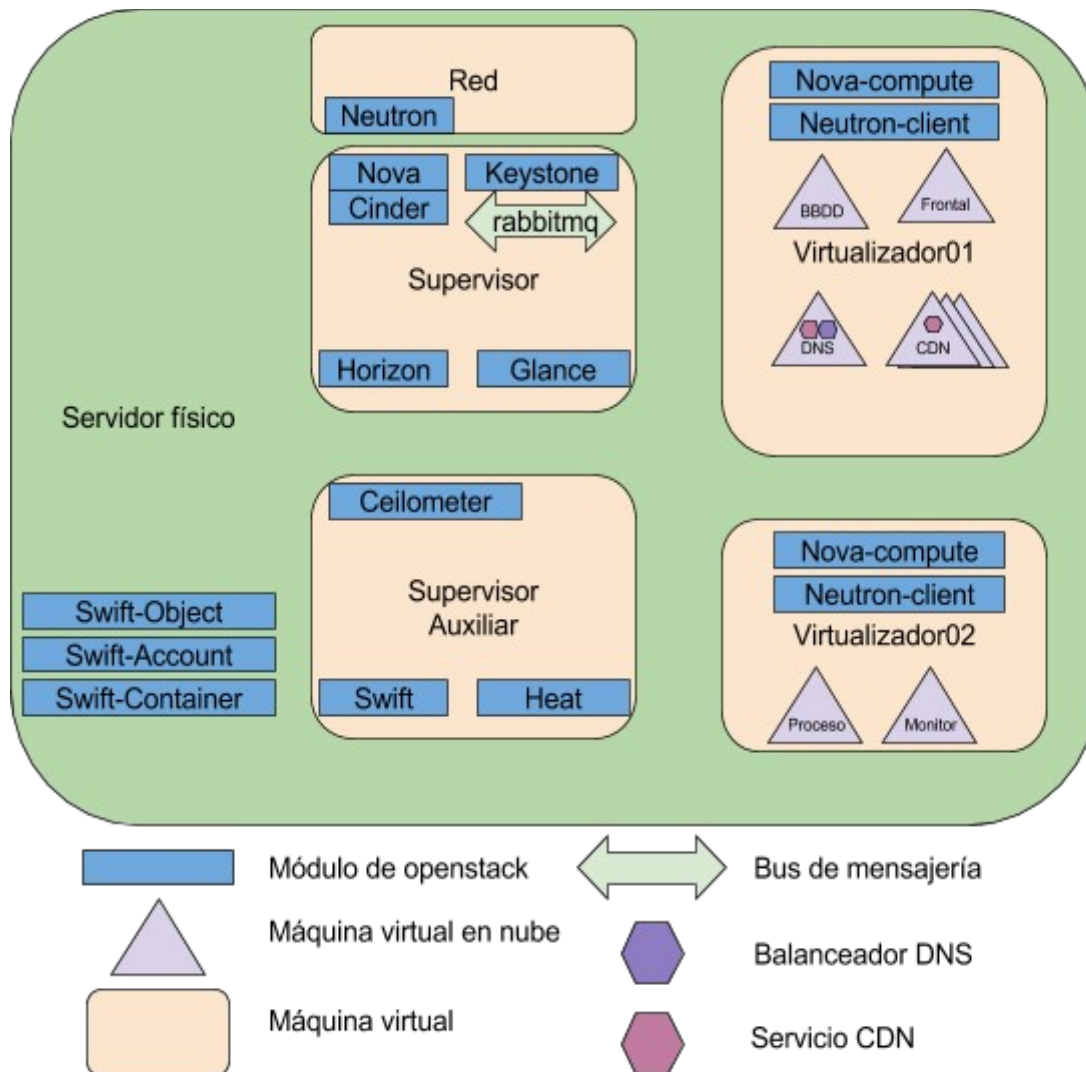 Red
Neutron
Nova
Keystone
Cinder
rabbitmq
Supervisor
Horizon
Glance
Servidor físico
Ceilometer
Supervisor
Auxiliar
Swift
Heat
Swift-Object
Swift-Account
Swift-Container
Nova-compute
Neutron-client
BBDD
Frontal
Virtualizador01
DNS
CDN
Nova-compute
Neutron-client
Virtualizador02
Proceso
Monitor
Módulo de openstack
Bus de mensajería
Máquina virtual en nube
Balanceador DNS
Máquina virtual
Servicio CDN